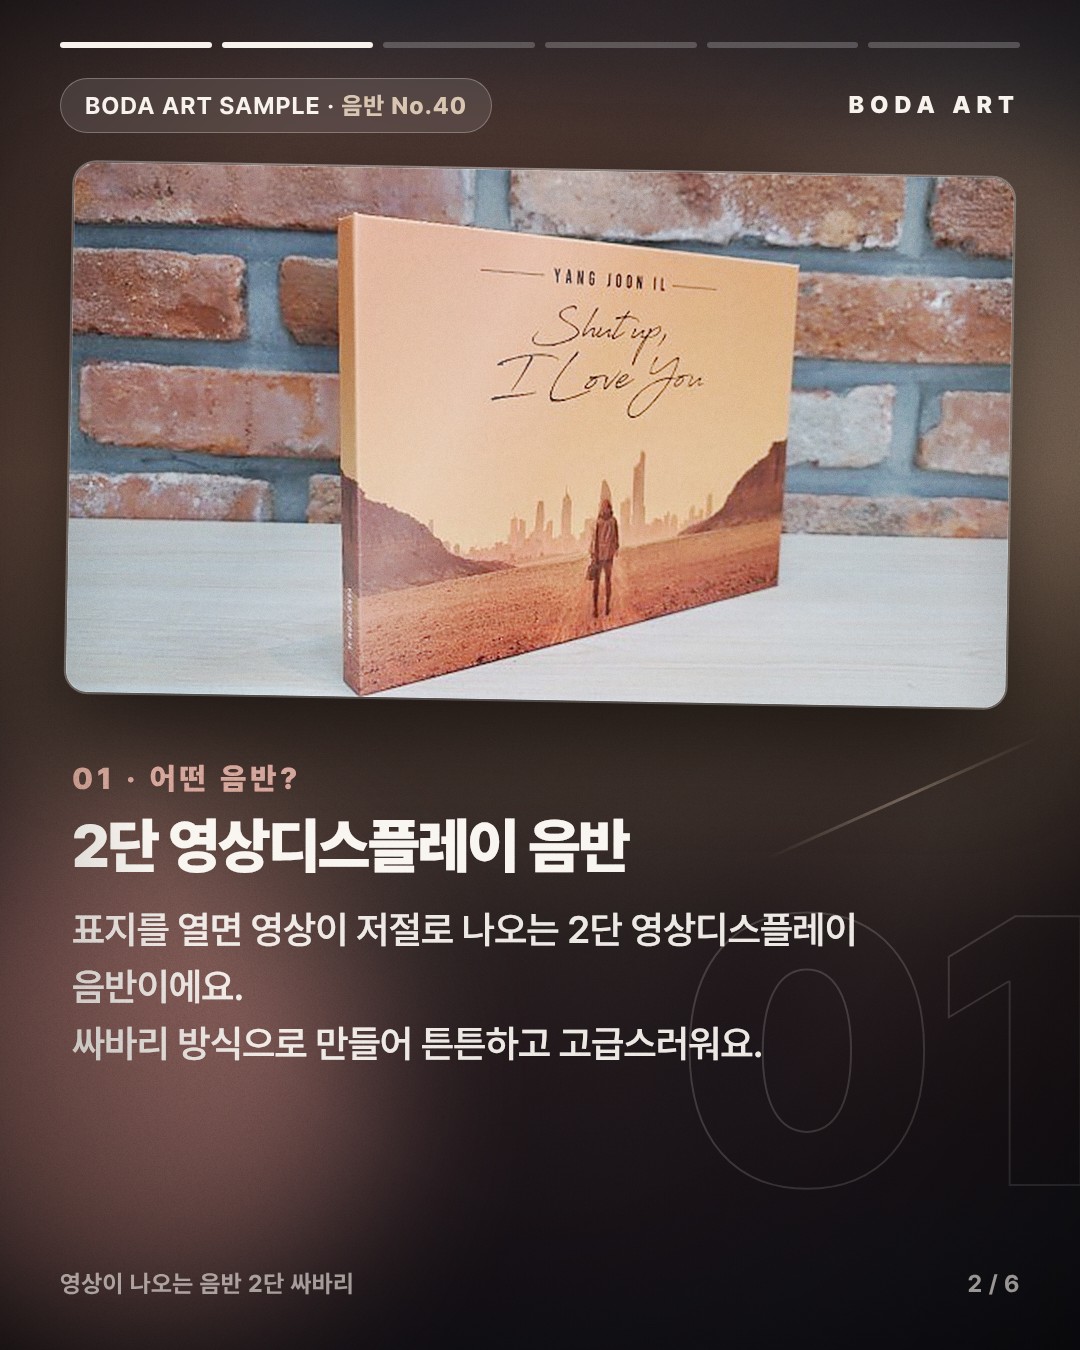 BODA ART SAMPLE · 음반 No.40
BODA ART
YANG JOON IL
Shut up,
I Love You
01 · 어떤 음반?
2단 영상디스플레이 음반
표지를 열면 영상이 저절로 나오는 2단 영상디스플레이
음반이에요.
싸바리 방식으로 만들어 튼튼하고 고급스러워요.
01
영상이 나오는 음반 2단 싸바리
2 / 6